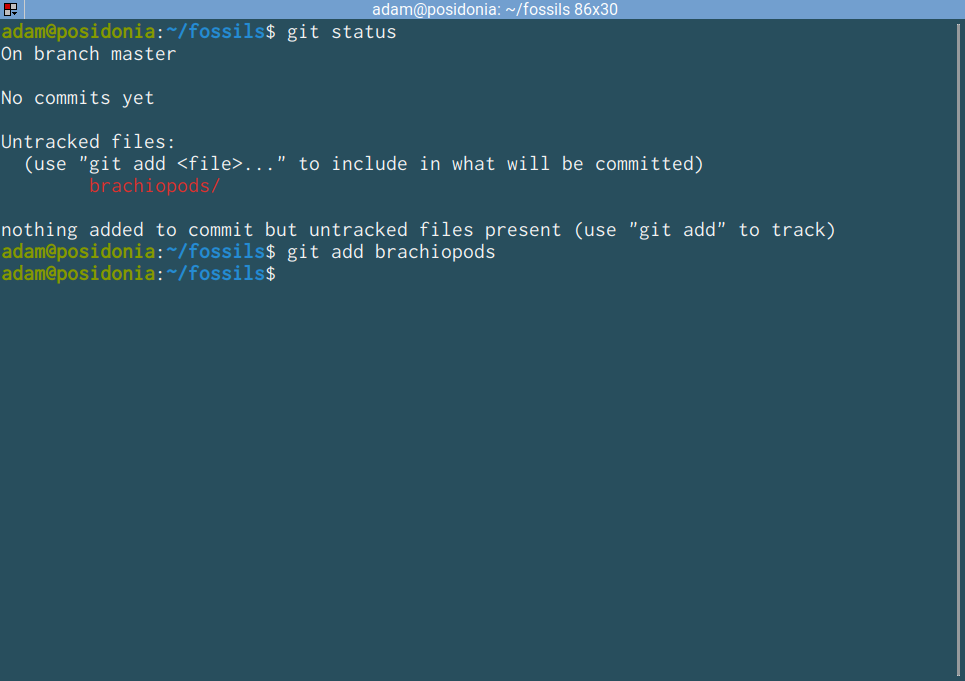 adam@posidonia: ~/fossils 86x30
adam@posidonia:~/fossils$ git status
On branch master
No commits yet
Untracked files:
  (use "git add <file>..." to include in what will be committed)
        brachiopods/
nothing added to commit but untracked files present (use "git add" to track)
adam@posidonia:~/fossils$ git add brachiopods
adam@posidonia:~/fossils$